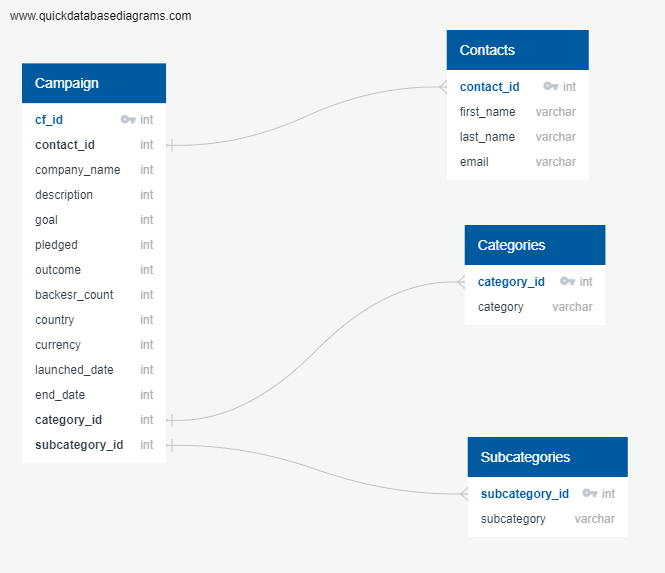 www.quickdatabasediagrams.com
Campaign
cf_id int
contact_id int
company_name int
description int
goal int
pledged int
outcome int
backesr_count int
country int
currency int
launched_date int
end_date int
category_id int
subcategory_id int
Contacts
contact_id int
first_name varchar
last_name varchar
email varchar
Categories
category_id int
category varchar
Subcategories
subcategory_id int
subcategory varchar